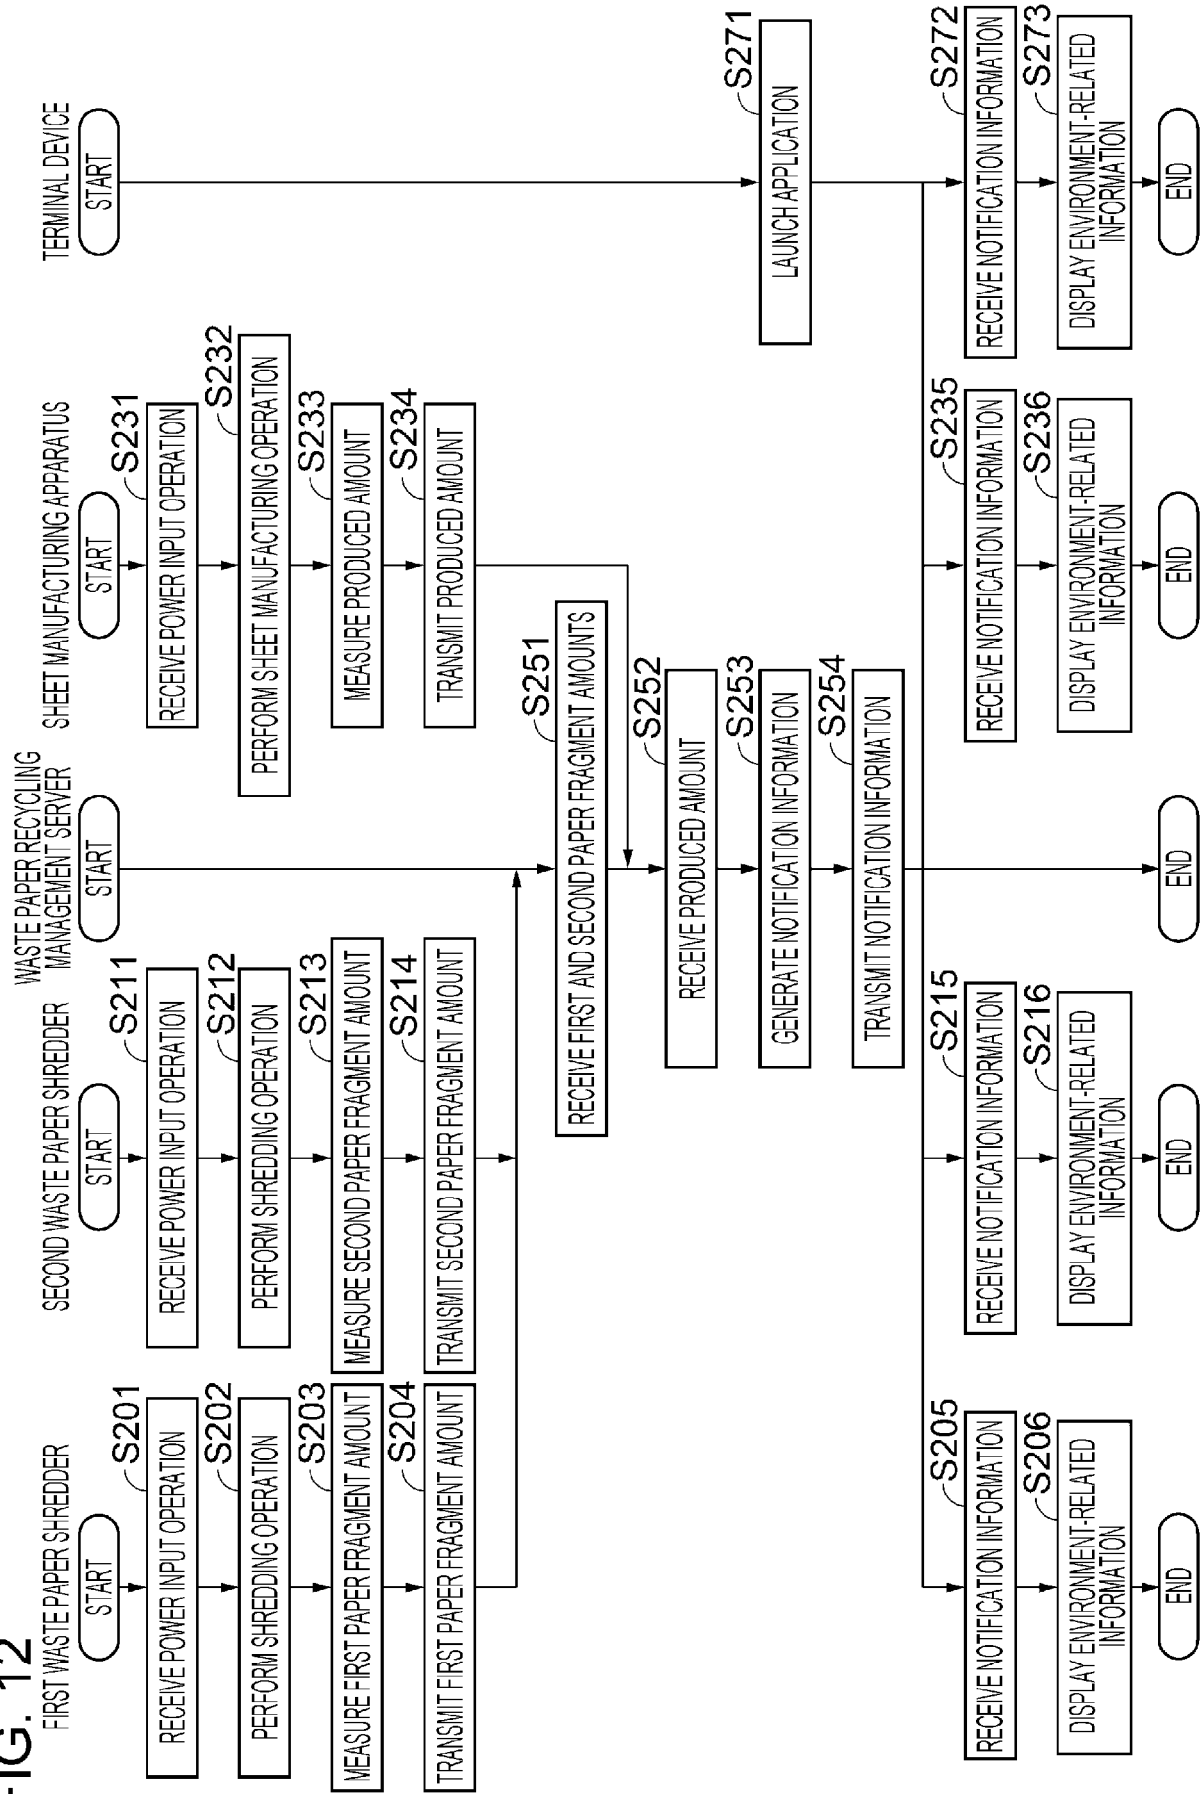 FIG. 12
FIRST WASTE PAPER SHREDDER
START
S201
RECEIVE POWER INPUT OPERATION
S202
PERFORM SHREDDING OPERATION
S203
MEASURE FIRST PAPER FRAGMENT AMOUNT
S204
TRANSMIT FIRST PAPER FRAGMENT AMOUNT
S205
RECEIVE NOTIFICATION INFORMATION
S206
DISPLAY ENVIRONMENT-RELATED
INFORMATION
END
SECOND WASTE PAPER SHREDDER
START
S211
RECEIVE POWER INPUT OPERATION
S212
PERFORM SHREDDING OPERATION
S213
MEASURE SECOND PAPER FRAGMENT AMOUNT
S214
TRANSMIT SECOND PAPER FRAGMENT AMOUNT
S215
RECEIVE NOTIFICATION INFORMATION
S216
DISPLAY ENVIRONMENT-RELATED
INFORMATION
END
WASTE PAPER RECYCLING
MANAGEMENT SERVER
START
S251
RECEIVE FIRST AND SECOND PAPER FRAGMENT AMOUNTS
S252
RECEIVE PRODUCED AMOUNT
S253
GENERATE NOTIFICATION INFORMATION
S254
TRANSMIT NOTIFICATION INFORMATION
END
SHEET MANUFACTURING APPARATUS
START
S231
RECEIVE POWER INPUT OPERATION
S232
PERFORM SHEET MANUFACTURING OPERATION
S233
MEASURE PRODUCED AMOUNT
S234
TRANSMIT PRODUCED AMOUNT
S235
RECEIVE NOTIFICATION INFORMATION
S236
DISPLAY ENVIRONMENT-RELATED
INFORMATION
END
TERMINAL DEVICE
START
S271
LAUNCH APPLICATION
S272
RECEIVE NOTIFICATION INFORMATION
S273
DISPLAY ENVIRONMENT-RELATED
INFORMATION
END